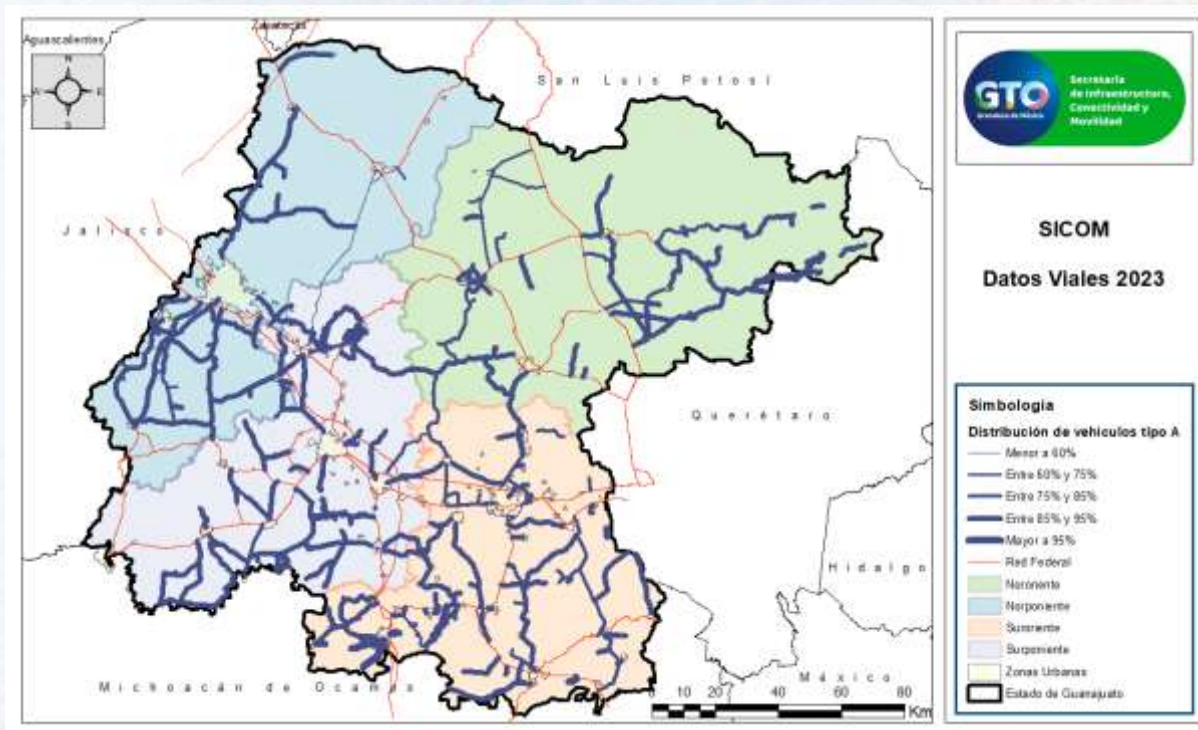 Zacatecas
Aguascalientes
N
E
S
San Luis Potosí
Jalisco
Querétaro
Hidalgo
México
Michoacán de Ocampo
0 10 20 40 60 80
Km
GTO
Grandeza de México
Secretaría
de Infraestructura,
Conectividad y
Movilidad
SICOM
Datos Viales 2023
Simbología
Distribución de vehículos tipo A
Menor a 60%
Entre 60% y 75%
Entre 75% y 85%
Entre 85% y 95%
Mayor a 95%
Red Federal
Nororiente
Norponiente
Suroriente
Surponiente
Zonas Urbanas
Estado de Guanajuato